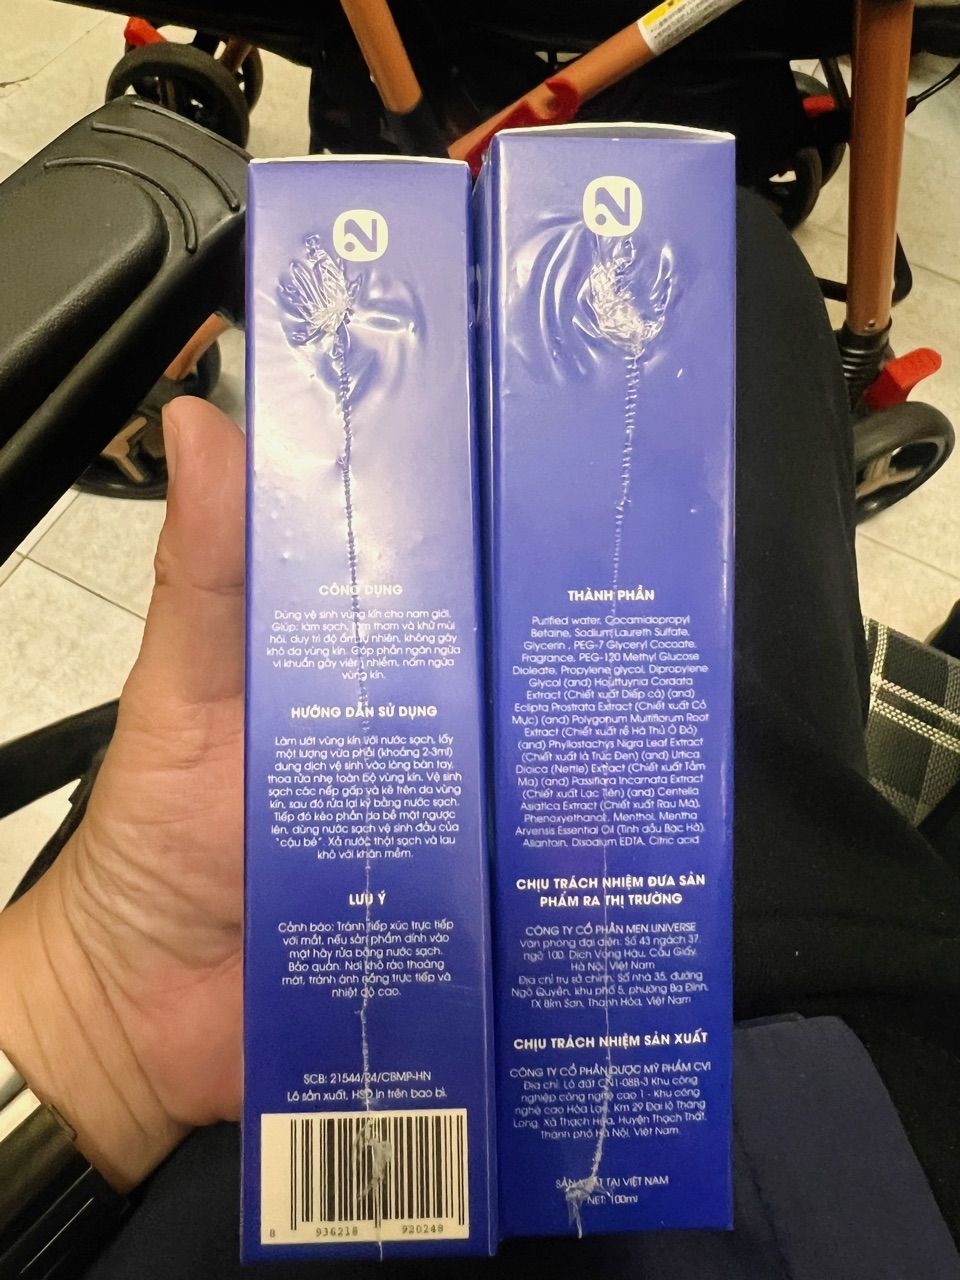 CÔNG DỤNG
Dùng vệ sinh vùng kín cho nam giới.
Giúp: làm sạch, làm thơm và khử mùi
hôi, duy trì độ ẩm tự nhiên, không gây
khô da vùng kín. Góp phần ngăn ngừa
vi khuẩn gây viêm nhiễm, nấm ngứa
vùng kín.
HƯỚNG DẪN SỬ DỤNG
Làm ướt vùng kín với nước sạch, lấy
một lượng vừa phải (khoảng 2-3ml)
dung dịch vệ sinh vào lòng bàn tay,
thoa rửa nhẹ toàn bộ vùng kín. Vệ sinh
sạch các nếp gấp và kẽ trên da vùng
kín, sau đó rửa lại kỹ bằng nước sạch.
Tiếp đó kéo phần da bề mặt ngược
lên, dùng nước sạch vệ sinh đầu của
"cậu bé". Xả nước thật sạch và lau
khô với khăn mềm.
LƯU Ý
Cảnh báo: Tránh tiếp xúc trực tiếp
với mắt, nếu sản phẩm dính vào
mắt hãy rửa bằng nước sạch.
Bảo quản: Nơi khô ráo thoáng
mát, tránh ánh nắng trực tiếp và
nhiệt độ cao.
SCB: 21544/24/CBMP-HN
Lô sản xuất, HSD in trên bao bì.
8 936218 920248
THÀNH PHẦN
Purified water, Cocamidopropyl
Betaine, Sodium Laureth Sulfate,
Glycerin, PEG-7 Glyceryl Cocoate,
Fragrance, PEG-120 Methyl Glucose
Dioleate, Propylene glycol, Dipropylene
Glycol (and) Houttuynia Cordata
Extract (Chiết xuất Diếp cá) (and)
Eclipta Prostrata Extract (Chiết xuất Cỏ
Mực) (and) Polygonum Multiflorum Root
Extract (Chiết xuất rễ Hà Thủ Ô Đỏ)
(and) Phyllostachys Nigra Leaf Extract
(Chiết xuất lá Trúc Đen) (and) Urtica
Dioica (Nettle) Extract (Chiết xuất Tầm
Ma) (and) Passiflora Incarnata Extract
(Chiết xuất Lạc Tiên) (and) Centella
Asiatica Extract (Chiết xuất Rau Má),
Phenoxyethanol, Menthol, Mentha
Arvensis Essential Oil (Tinh dầu Bạc Hà),
Allantoin, Disodium EDTA, Citric acid
CHỊU TRÁCH NHIỆM ĐƯA SẢN
PHẨM RA THỊ TRƯỜNG
CÔNG TY CỔ PHẦN MEN UNIVERSE
Văn phòng đại diện: Số 43 ngách 37,
ngõ 100, Dịch Vọng Hậu, Cầu Giấy,
Hà Nội, Việt Nam
Địa chỉ trụ sở chính: Số nhà 35, đường
Ngô Quyền, khu phố 5, phường Ba Đình,
TX Bỉm Sơn, Thanh Hóa, Việt Nam
CHỊU TRÁCH NHIỆM SẢN XUẤT
CÔNG TY CỔ PHẦN DƯỢC MỸ PHẨM CVI
Địa chỉ: Lô đất CN1-08B-3 Khu công
nghiệp công nghệ cao 1 - Khu công
nghệ cao Hòa Lạc, Km 29 Đại lộ Thăng
Long, Xã Thạch Hòa, Huyện Thạch Thất,
Thành phố Hà Nội, Việt Nam.
SẢN XUẤT TẠI VIỆT NAM
NET: 100ml